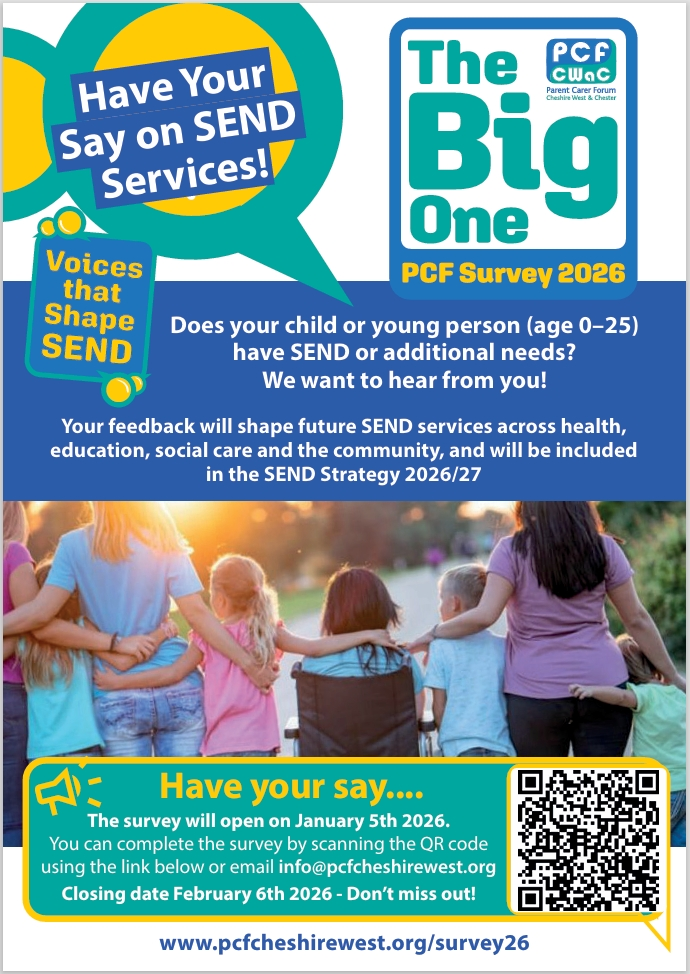 Have Your
Say on SEND
Services!
The
Big
One
PCF
CWaC
Parent Carer Forum
Cheshire West & Chester
PCF Survey 2026
Voices
that
Shape
SEND
Does your child or young person (age 0–25)
have SEND or additional needs?
We want to hear from you!
Your feedback will shape future SEND services across health,
education, social care and the community, and will be included
in the SEND Strategy 2026/27
Have your say....
The survey will open on January 5th 2026.
You can complete the survey by scanning the QR code
using the link below or email info@pcfcheshirewest.org
Closing date February 6th 2026 - Don't miss out!
www.pcfcheshirewest.org/survey26